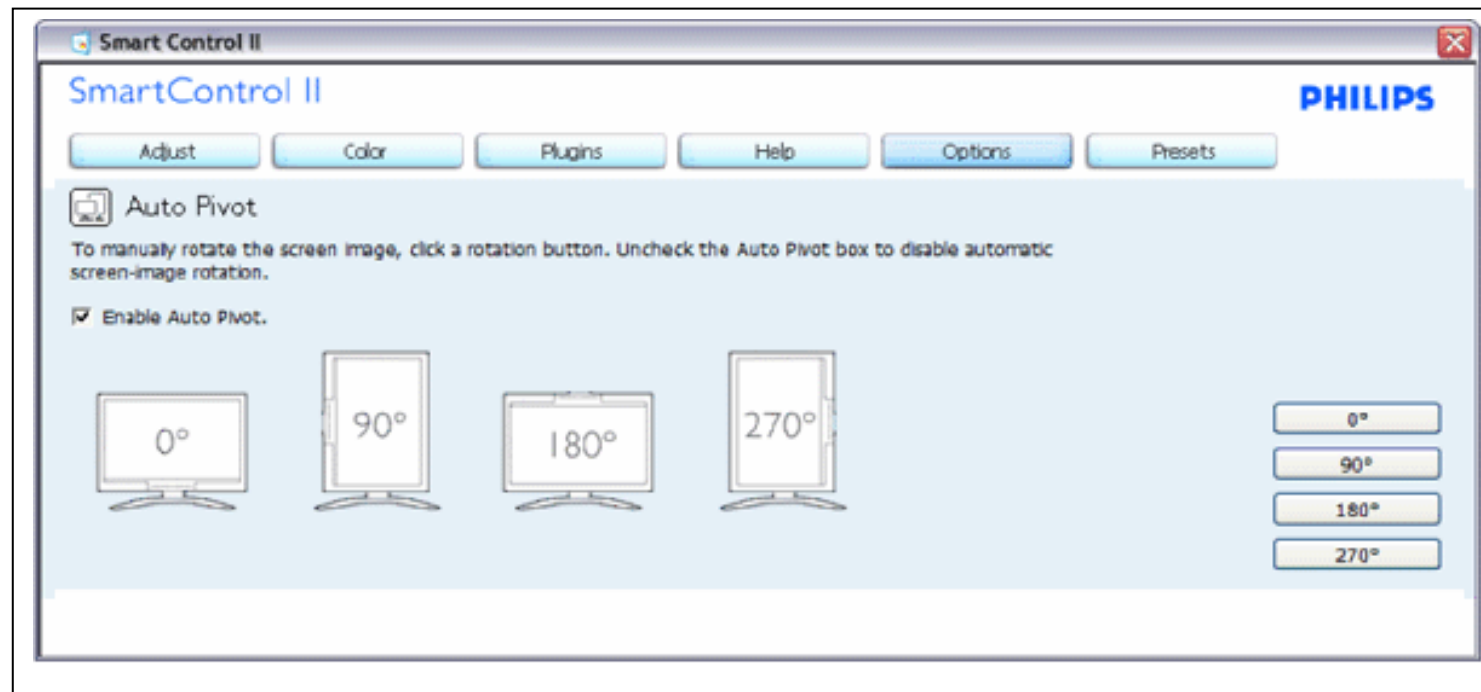 Smart Control II
SmartControl II
PHILIPS
Adjust Color Plugins Help Options Presets
Auto Pivot
To manually rotate the screen image, click a rotation button. Uncheck the Auto Pivot box to disable automatic
screen-image rotation.
Enable Auto Pivot.
0° 90° 180° 270°
0°
90°
180°
270°